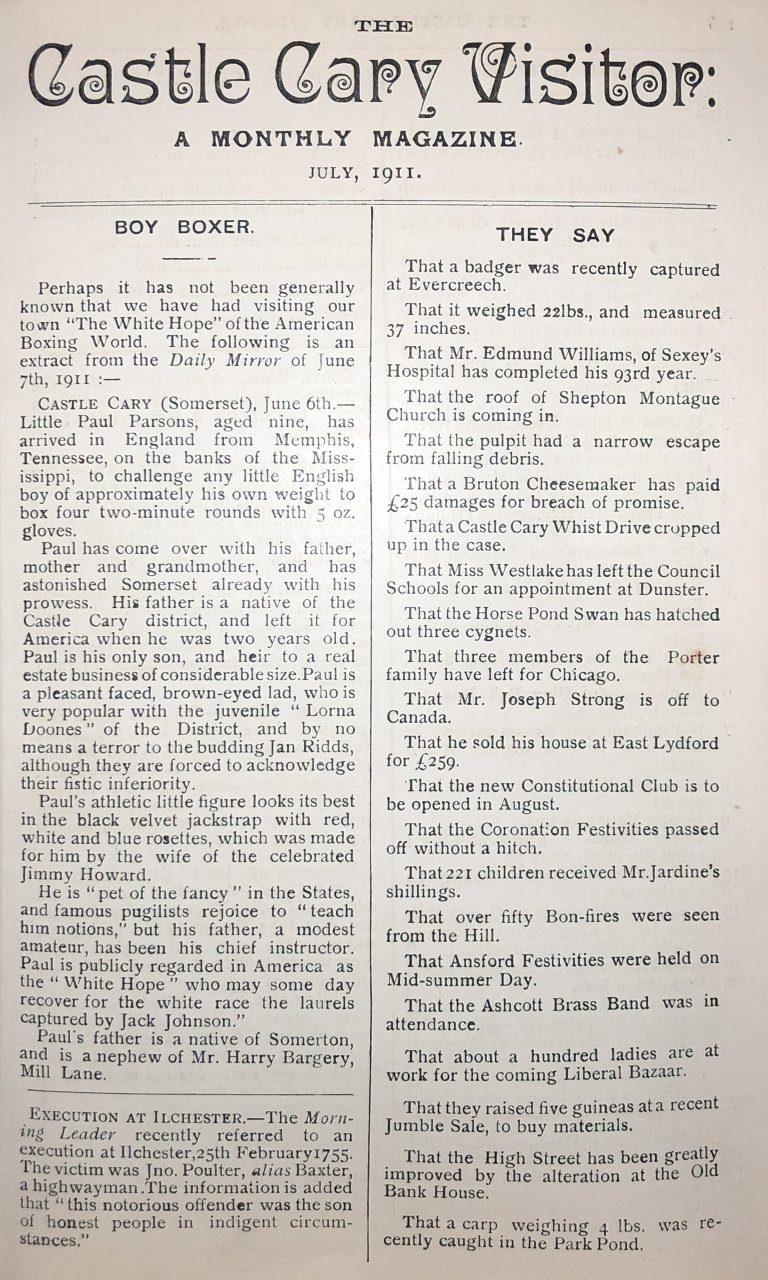 THE
Castle Cary Visitor:
A MONTHLY MAGAZINE.
JULY, 1911.
BOY BOXER.
Perhaps it has not been generally
known that we have had visiting our
town "The White Hope" of the American
Boxing World. The following is an
extract from the Daily Mirror of June
7th, 1911 :—
CASTLE CARY (Somerset), June 6th.—
Little Paul Parsons, aged nine, has
arrived in England from Memphis,
Tennessee, on the banks of the Miss-
issippi, to challenge any little English
boy of approximately his own weight to
box four two-minute rounds with 5 oz.
gloves.
Paul has come over with his father,
mother and grandmother, and has
astonished Somerset already with his
prowess. His father is a native of the
Castle Cary district, and left it for
America when he was two years old.
Paul is his only son, and heir to a real
estate business of considerable size.Paul is
a pleasant faced, brown-eyed lad, who is
very popular with the juvenile " Lorna
Doones " of the District, and by no
means a terror to the budding Jan Ridds,
although they are forced to acknowledge
their fistic inferiority.
Paul's athletic little figure looks its best
in the black velvet jackstrap with red,
white and blue rosettes, which was made
for him by the wife of the celebrated
Jimmy Howard.
He is " pet of the fancy " in the States,
and famous pugilists rejoice to " teach
him notions," but his father, a modest
amateur, has been his chief instructor.
Paul is publicly regarded in America as
the " White Hope " who may some day
recover for the white race the laurels
captured by Jack Johnson."
Paul's father is a native of Somerton,
and is a nephew of Mr. Harry Bargery,
Mill Lane.
EXECUTION AT ILCHESTER.—The Morn-
ing Leader recently referred to an
execution at Ilchester,25th February1755.
The victim was Jno. Poulter, alias Baxter,
a highwayman.The information is added
that " this notorious offender was the son
of honest people in indigent circum-
stances."
THEY SAY
That a badger was recently captured
at Evercreech.
That it weighed 22lbs., and measured
37 inches.
That Mr. Edmund Williams, of Sexey's
Hospital has completed his 93rd year.
That the roof of Shepton Montague
Church is coming in.
That the pulpit had a narrow escape
from falling debris.
That a Bruton Cheesemaker has paid
£25 damages for breach of promise.
That a Castle Cary Whist Drive cropped
up in the case.
That Miss Westlake has left the Council
Schools for an appointment at Dunster.
That the Horse Pond Swan has hatched
out three cygnets.
That three members of the Porter
family have left for Chicago.
That Mr. Joseph Strong is off to
Canada.
That he sold his house at East Lydford
for £259.
That the new Constitutional Club is to
be opened in August.
That the Coronation Festivities passed
off without a hitch.
That 221 children received Mr.Jardine's
shillings.
That over fifty Bon-fires were seen
from the Hill.
That Ansford Festivities were held on
Mid-summer Day.
That the Ashcott Brass Band was in
attendance.
That about a hundred ladies are at
work for the coming Liberal Bazaar.
That they raised five guineas at a recent
Jumble Sale, to buy materials.
That the High Street has been greatly
improved by the alteration at the Old
Bank House.
That a carp weighing 4 lbs. was re-
cently caught in the Park Pond.